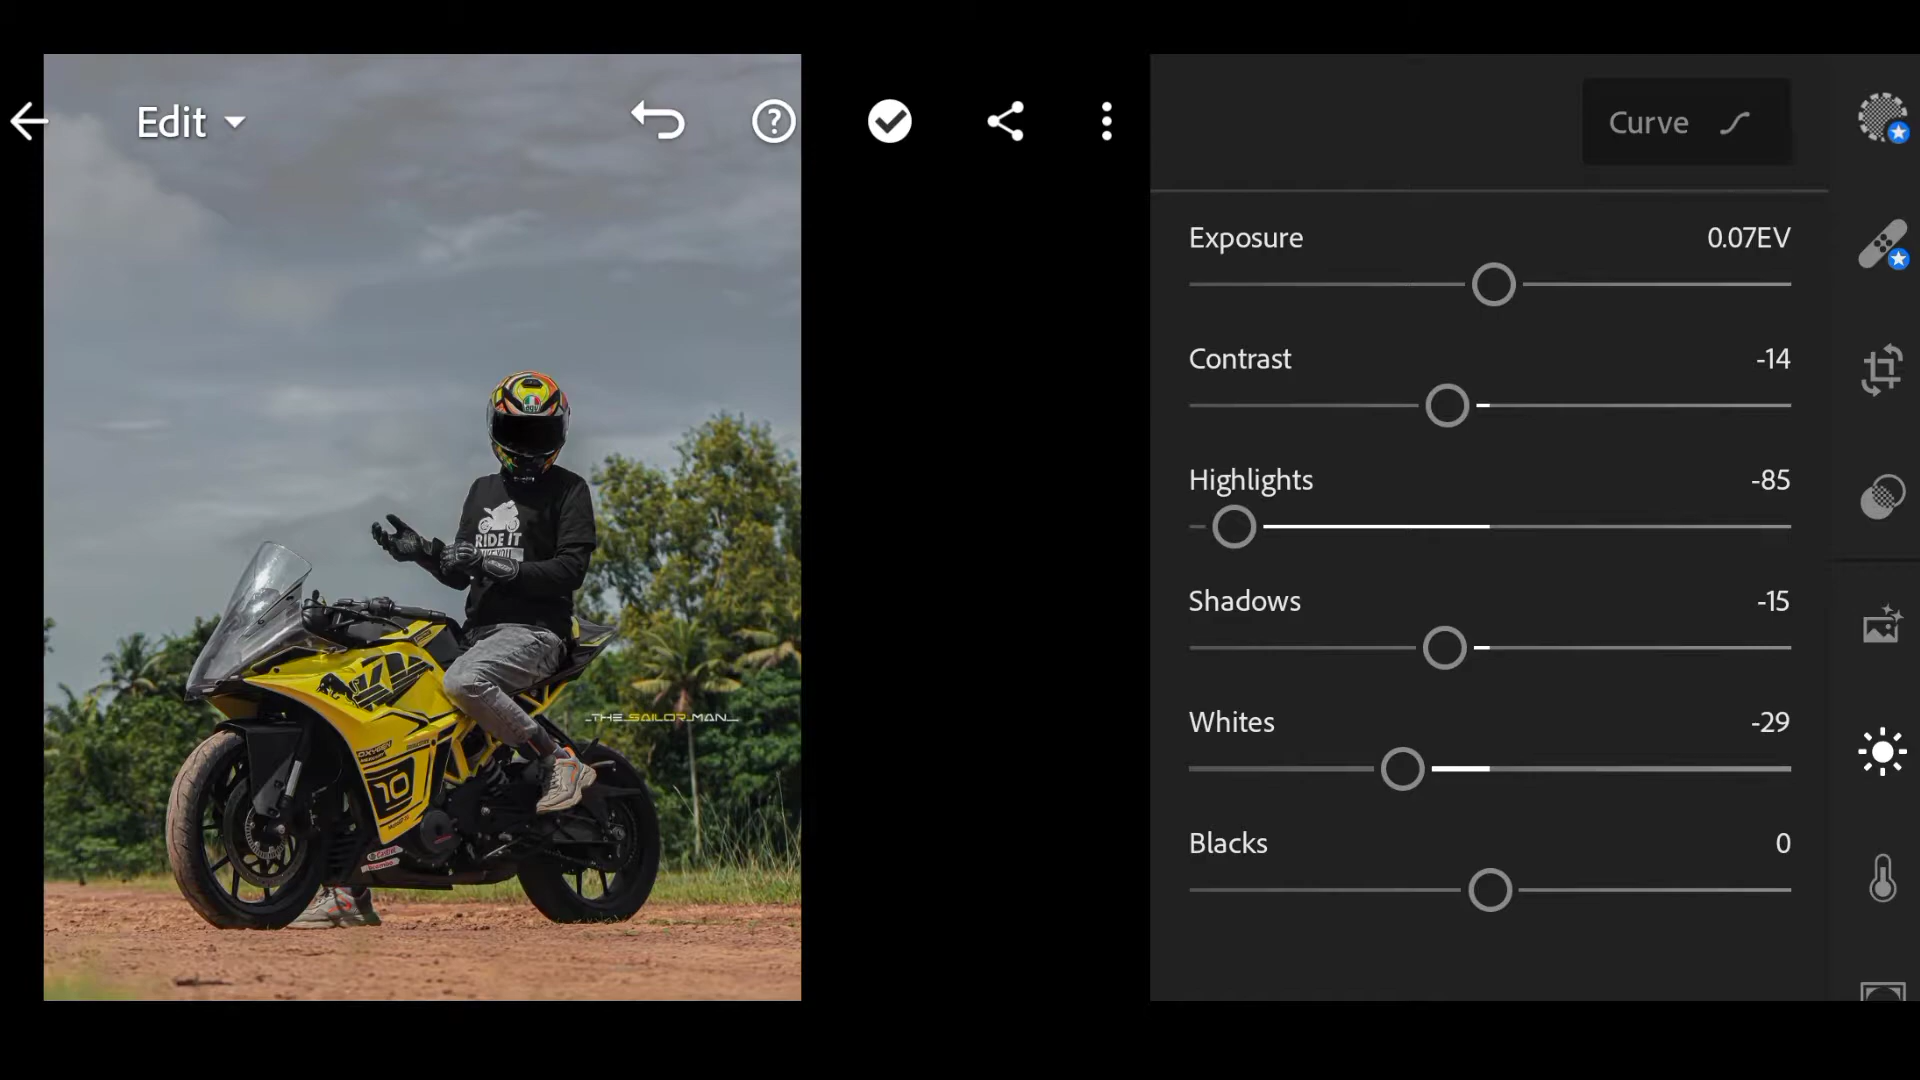 Edit
Curve
Exposure 0.07EV
Contrast -14
Highlights -85
Shadows -15
Whites -29
Blacks 0
AGV
RIDE IT
_THE_SAILOR_MAN_
10